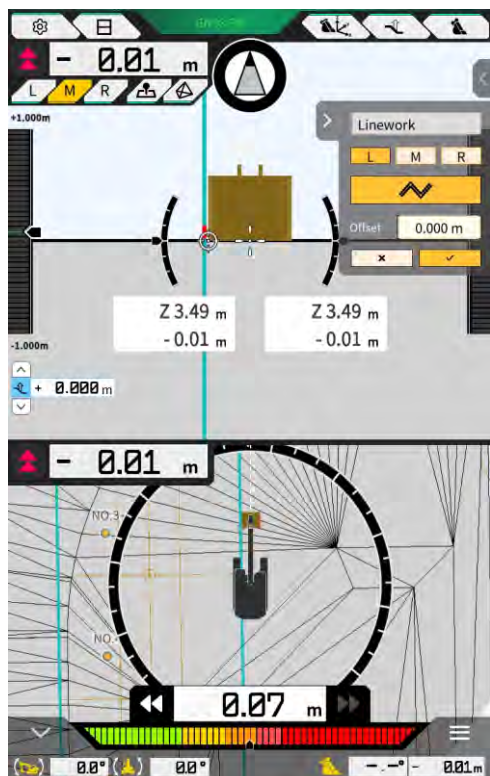 - 0.01 m
L M R
+1.000m
Linework
L M R
Offset 0.000 m
Z 3.49 m
- 0.01 m
Z 3.49 m
- 0.01 m
-1.000m
+ 0.000 m
- 0.01 m
NO.3
NO.
0.07 m
0.0° 0.0° --.-° - 0.01m